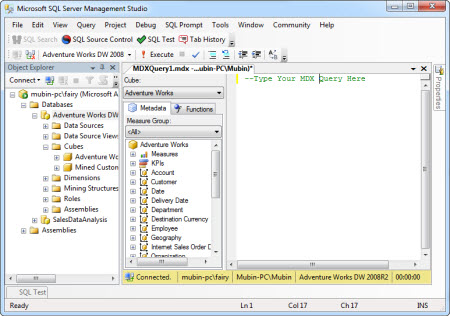 Microsoft SQL Server Management Studio
File Edit View Query Project Debug SQL Prompt Tools Window Community Help
SQL Search SQL Source Control SQL Test Tab History
Adventure Works DW 2008 Execute
Object Explorer
Connect
mubin-pc\fairy (Microsoft A
Databases
Adventure Works DW
Data Sources
Data Source Views
Cubes
Adventure Wo
Mined Custom
Dimensions
Mining Structures
Roles
Assemblies
SalesDataAnalysis
Assemblies
MDXQuery1.mdx -...ubin-PC\Mubin)*
Cube:
Adventure Works
Metadata Functions
Measure Group
<All>
Adventure Works
Measures
KPIs
Account
Customer
Date
Delivery Date
Department
Destination Currency
Employee
Geography
Internet Sales Order D
Organization
--Type Your MDX Query Here
Properties
Connected. mubin-pc\fairy Mubin-PC\Mubin Adventure Works DW 2008R2 00:00:00
SQL Test
Ready Ln 1 Col 17 Ch 17 INS